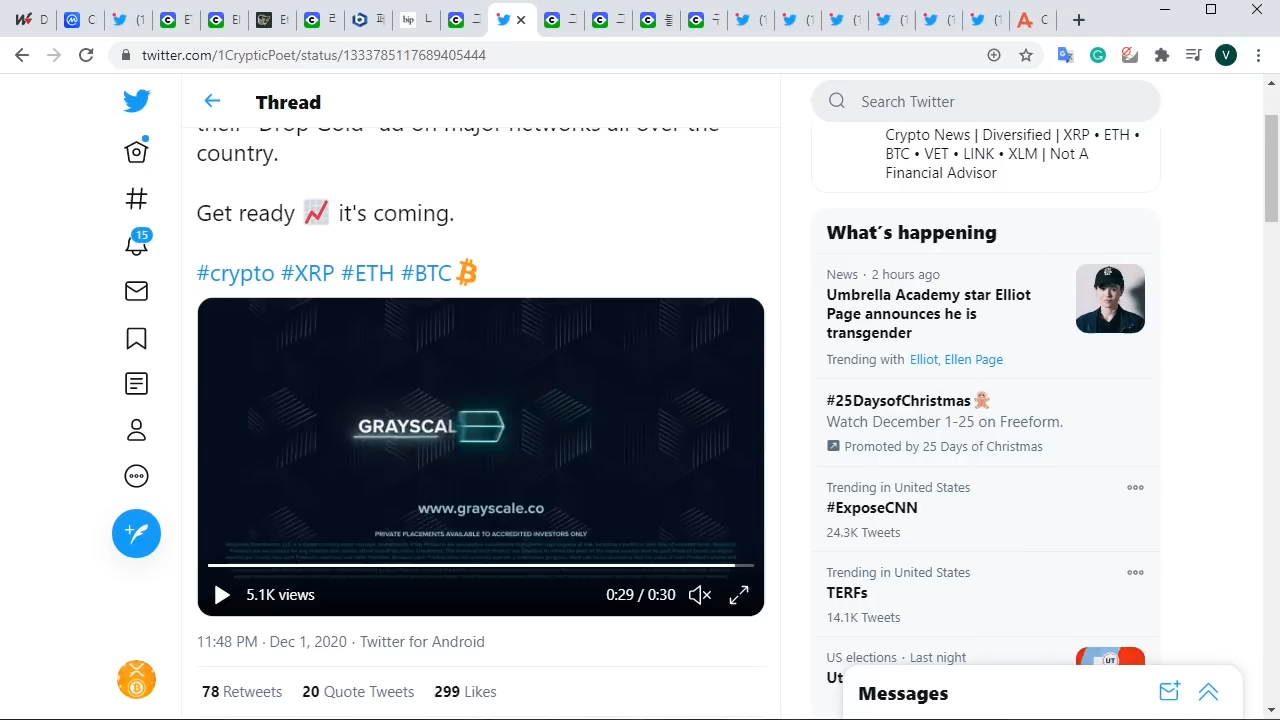 twitter.com/1CrypticPoet/status/1333785117689405444
V
Thread
their "Drop Gold" ad on major networks all over the
country.
Get ready 📈 it's coming.
#crypto #XRP #ETH #BTC
GRAYSCAL
www.grayscale.co
PRIVATE PLACEMENTS AVAILABLE TO ACCREDITED INVESTORS ONLY
5.1K views
0:29 / 0:30
11:48 PM · Dec 1, 2020 · Twitter for Android
78 Retweets 20 Quote Tweets 299 Likes
15
Search Twitter
Crypto News | Diversified | XRP • ETH •
BTC • VET • LINK • XLM | Not A
Financial Advisor
What´s happening
News · 2 hours ago
Umbrella Academy star Elliot
Page announces he is
transgender
Trending with Elliot, Ellen Page
#25DaysofChristmas
Watch December 1-25 on Freeform.
Promoted by 25 Days of Christmas
Trending in United States
#ExposeCNN
24.3K Tweets
Trending in United States
TERFs
14.1K Tweets
US elections · Last night
Ut
UT
Messages